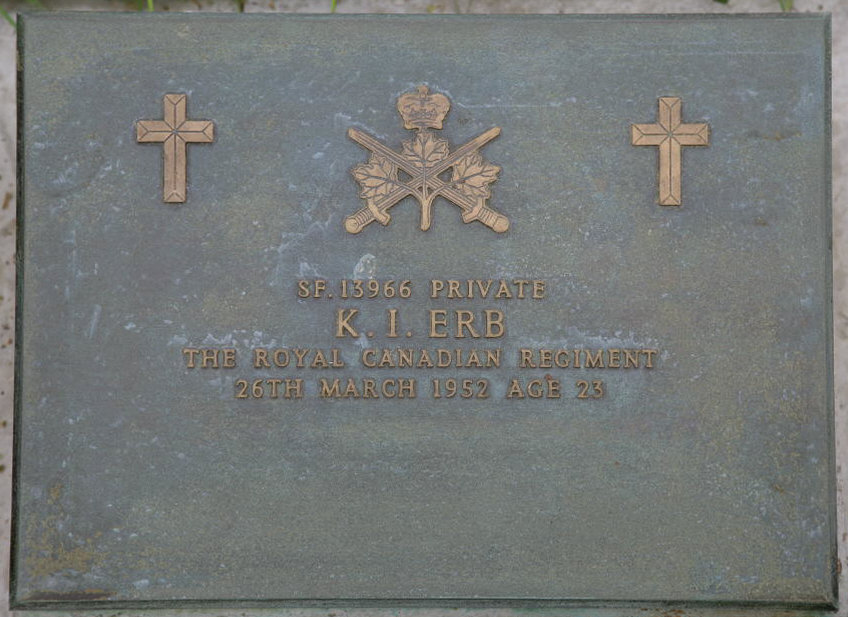 SF.13966 PRIVATE
K. I. ERB
THE ROYAL CANADIAN REGIMENT
26TH MARCH 1952 AGE 23